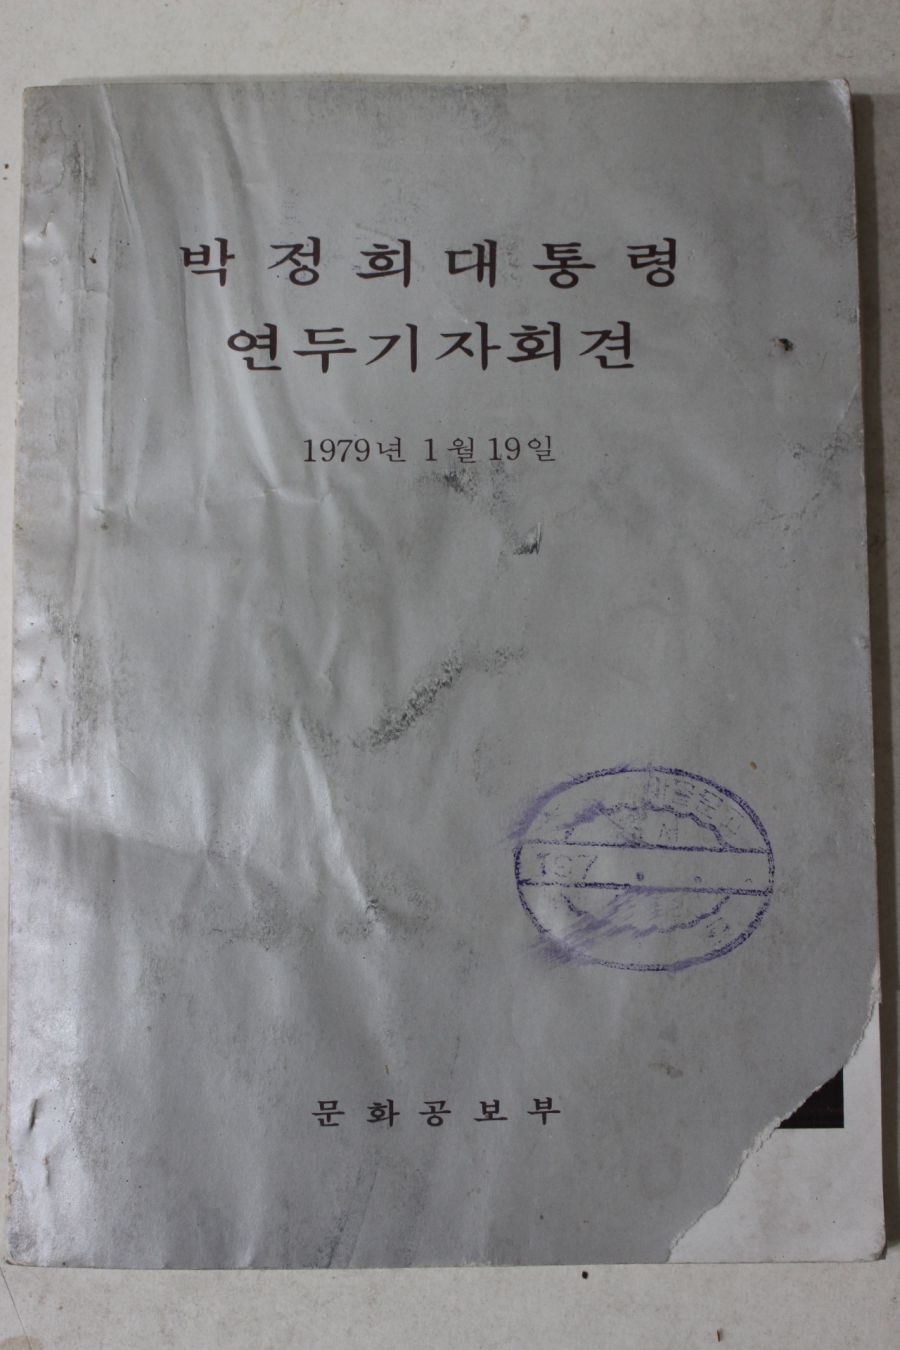 박정희대통령
연두기자회견
1979년 1월 19일
197
문화공보부